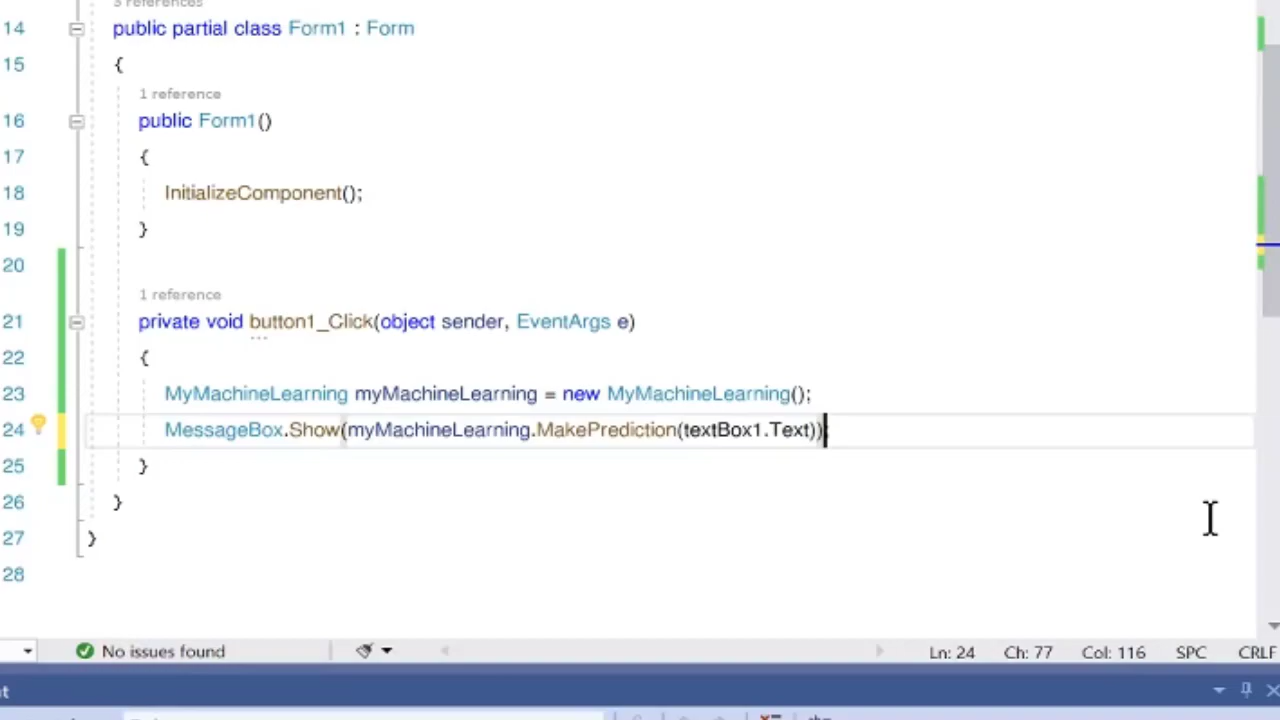 3 references
14 public partial class Form1 : Form
15 {
1 reference
16 public Form1()
17 {
18 InitializeComponent();
19 }
20
1 reference
21 private void button1_Click(object sender, EventArgs e)
22 {
23 MyMachineLearning myMachineLearning = new MyMachineLearning();
24 MessageBox.Show(myMachineLearning.MakePrediction(textBox1.Text));
25 }
26 }
27 }
28
No issues found Ln: 24 Ch: 77 Col: 116 SPC CRLF